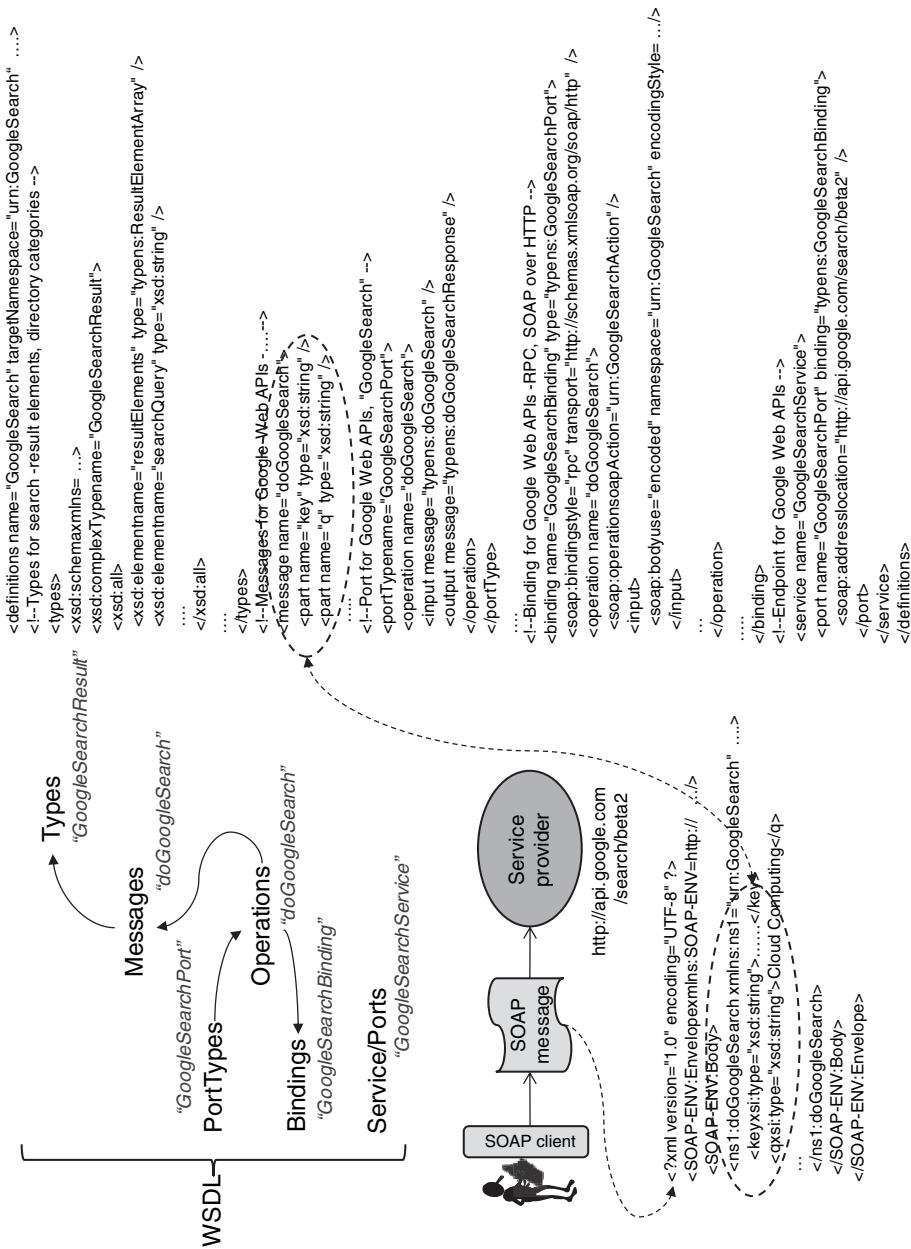 WSDL
Types
“GoogleSearchResult”
Messages
“doGoogleSearch”
“GoogleSearchPort”
PortTypes
Operations
“doGoogleSearch”
Bindings
“GoogleSearchBinding”
Service/Ports
“GoogleSearchService”
SOAP client
SOAP
message
Service
provider
http://api.google.com
/search/beta2
<?xml version="1.0" encoding="UTF-8" ?>
<SOAP-ENV:Envelopexmlns:SOAP-ENV=http:// …/>
<SOAP-ENV:Body>
<ns1:doGoogleSearch xmlns:ns1="urn:GoogleSearch" ….>
<keyxsi:type="xsd:string">……</key>
<qxsi:type="xsd:string">Cloud Computing</q>
…
</ns1:doGoogleSearch>
</SOAP-ENV:Body>
</SOAP-ENV:Envelope>
<definitions name="GoogleSearch" targetNamespace="urn:GoogleSearch“ ….>
<!--Types for search -result elements, directory categories -->
<types>
<xsd:schemaxmlns= …>
<xsd:complexTypename="GoogleSearchResult">
<xsd:all>
<xsd:elementname="resultElements" type="typens:ResultElementArray" />
<xsd:elementname="searchQuery" type="xsd:string" />
….
</xsd:all>
….
</types>
<!--Messages for Google Web APIs -….-->
<message name="doGoogleSearch">
<part name="key" type="xsd:string" />
<part name="q" type="xsd:string" />
…..
<!--Port for Google Web APIs, "GoogleSearch" -->
<portTypename="GoogleSearchPort">
<operation name="doGoogleSearch">
<input message="typens:doGoogleSearch" />
<output message="typens:doGoogleSearchResponse" />
</operation>
</portType>
….
<!--Binding for Google Web APIs -RPC, SOAP over HTTP -->
<binding name="GoogleSearchBinding" type="typens:GoogleSearchPort">
<soap:bindingstyle="rpc" transport="http://schemas.xmlsoap.org/soap/http" />
<operation name="doGoogleSearch">
<soap:operationsoapAction="urn:GoogleSearchAction" />
<input>
<soap:bodyuse="encoded" namespace="urn:GoogleSearch" encodingStyle= …/>
</input>
…
</operation>
…..
</binding>
<!--Endpoint for Google Web APIs -->
<service name="GoogleSearchService">
<port name="GoogleSearchPort" binding="typens:GoogleSearchBinding">
<soap:addresslocation="http://api.google.com/search/beta2" />
</port>
</service>
</definitions>